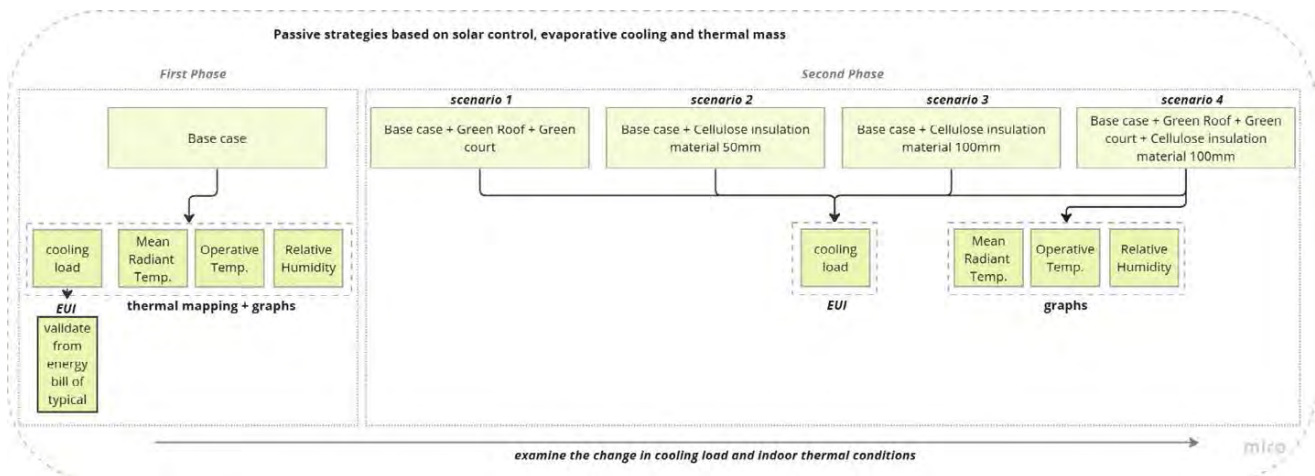 Passive strategies based on solar control, evaporative cooling and thermal mass
First Phase
Second Phase
Base case
scenario 1
scenario 2
scenario 3
scenario 4
Base case + Green Roof + Green
court
Base case + Cellulose insulation
material 50mm
Base case + Cellulose insulation
material 100mm
Base case + Green Roof + Green
court + Cellulose insulation
material 100mm
cooling
load
Mean
Radiant
Temp.
Operative
Temp.
Relative
Humidity
EUI
thermal mapping + graphs
validate
from
energy
bill of
typical
cooling
load
EUI
Mean
Radiant
Temp.
Operative
Temp.
Relative
Humidity
graphs
examine the change in cooling load and indoor thermal conditions
miro